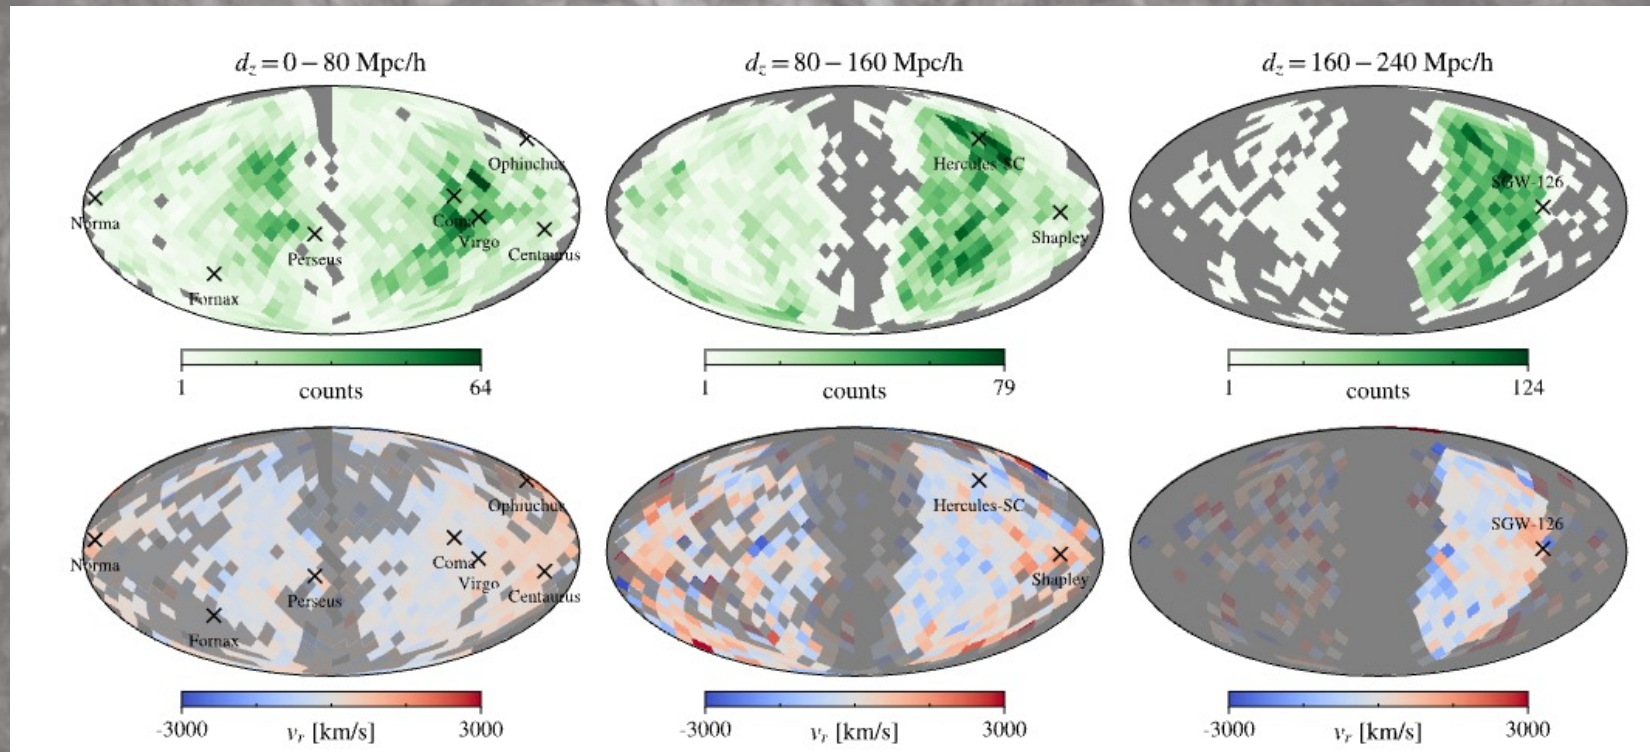 d_z = 0 − 80 Mpc/h
d_z = 80 − 160 Mpc/h
d_z = 160 − 240 Mpc/h
Ophiuchus
Norma
Coma
Virgo
Perseus
Centaurus
Fornax
Hercules-SC
Shapley
SGW-126
1 64
counts
1 79
counts
1 124
counts
Ophiuchus
Norma
Coma
Virgo
Perseus
Centaurus
Fornax
Hercules-SC
Shapley
SGW-126
-3000 v_r [km/s] 3000
-3000 v_r [km/s] 3000
-3000 v_r [km/s] 3000